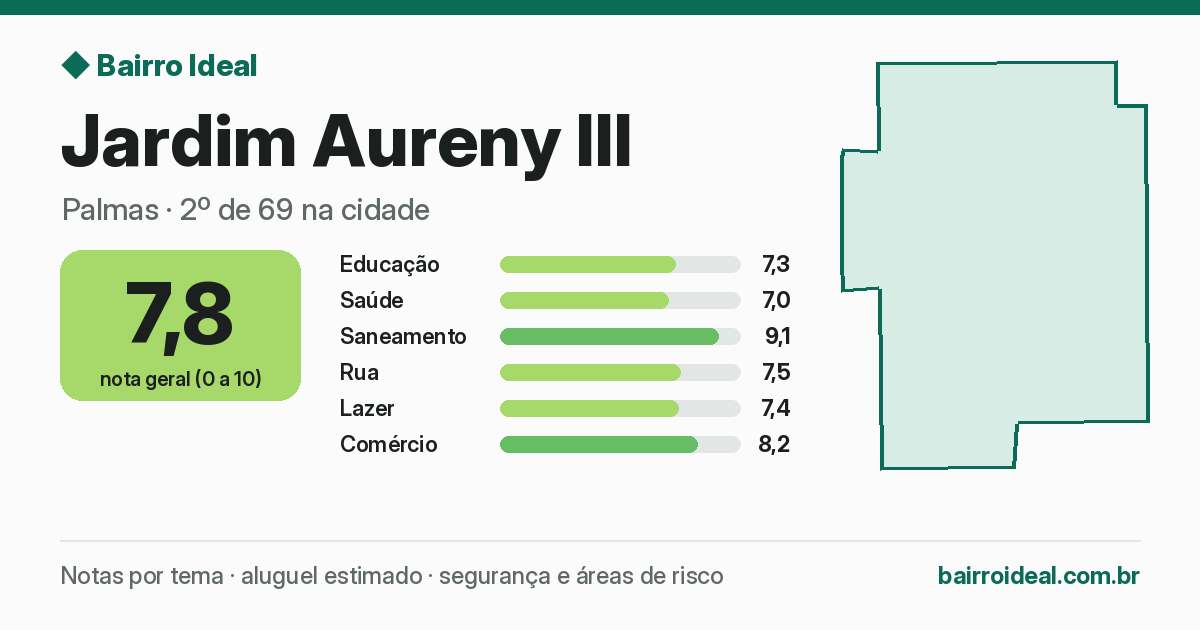 Bairro Ideal
Jardim Aureny III
Palmas · 2º de 69 na cidade
7,8
nota geral (0 a 10)
Educação 7,3
Saúde 7,0
Saneamento 9,1
Rua 7,5
Lazer 7,4
Comércio 8,2
Notas por tema · aluguel estimado · segurança e áreas de risco
bairroideal.com.br